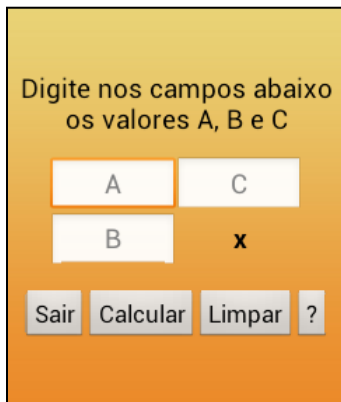 Digite nos campos abaixo
os valores A, B e C
A C
B x
Sair Calcular Limpar ?